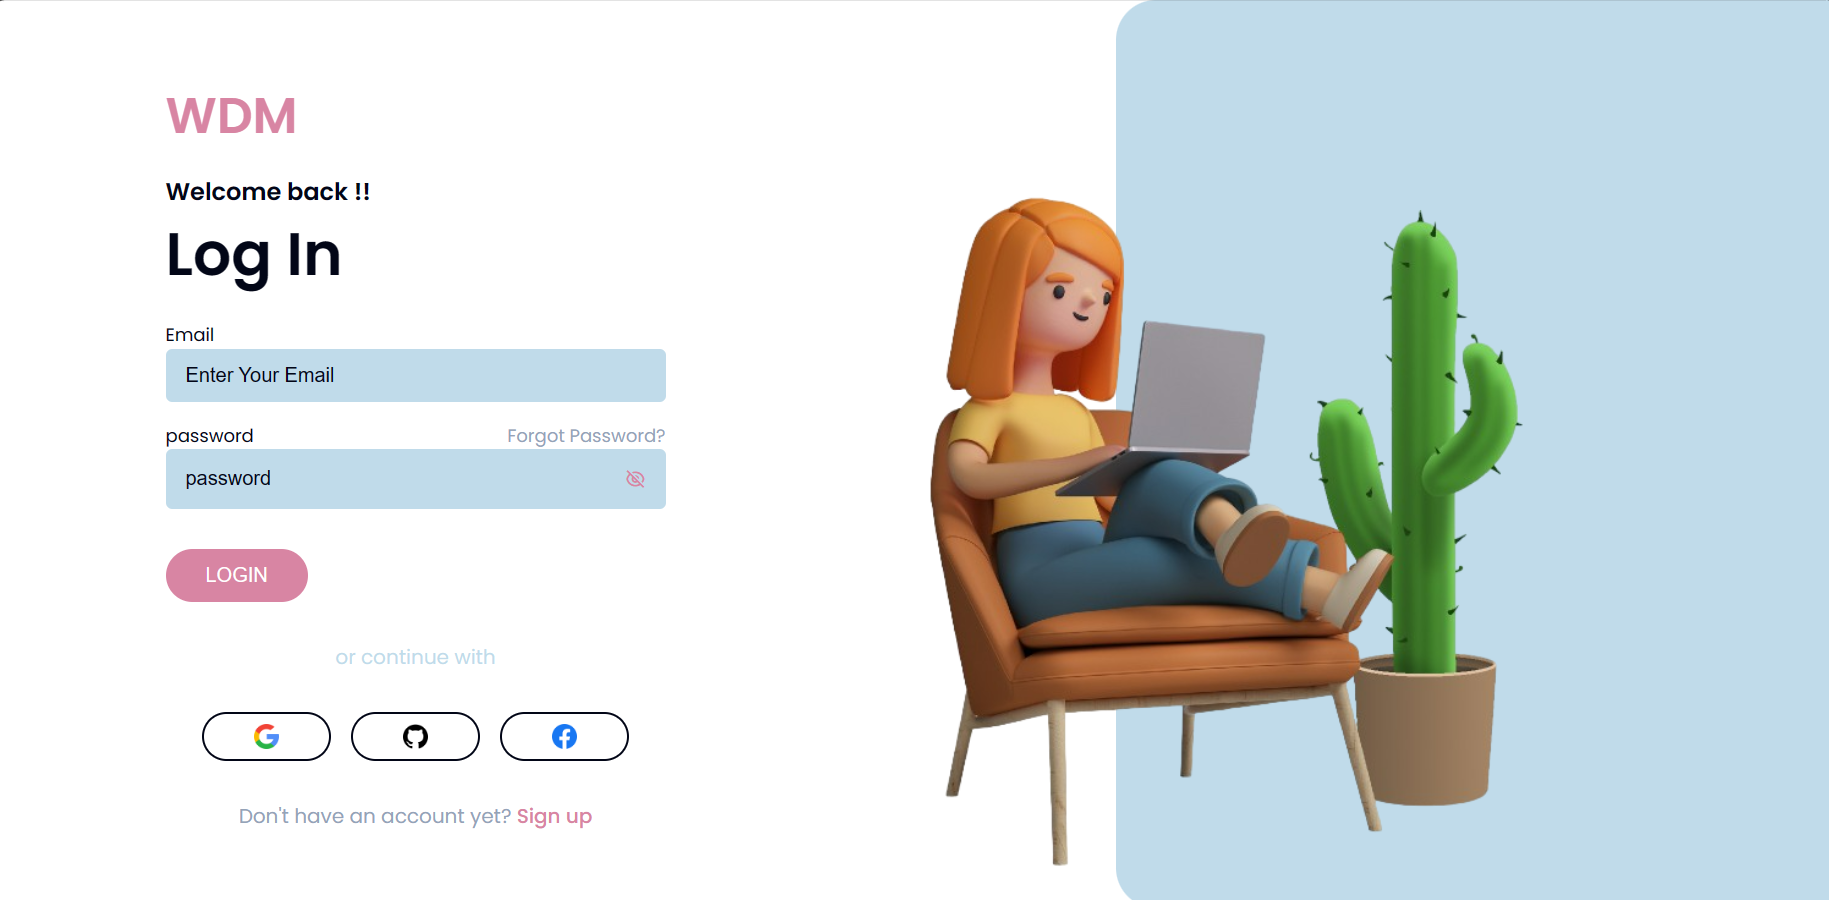 WDM
Welcome back !!
Log In
Email
Enter Your Email
password Forgot Password?
password
LOGIN
or continue with
Don't have an account yet? Sign up